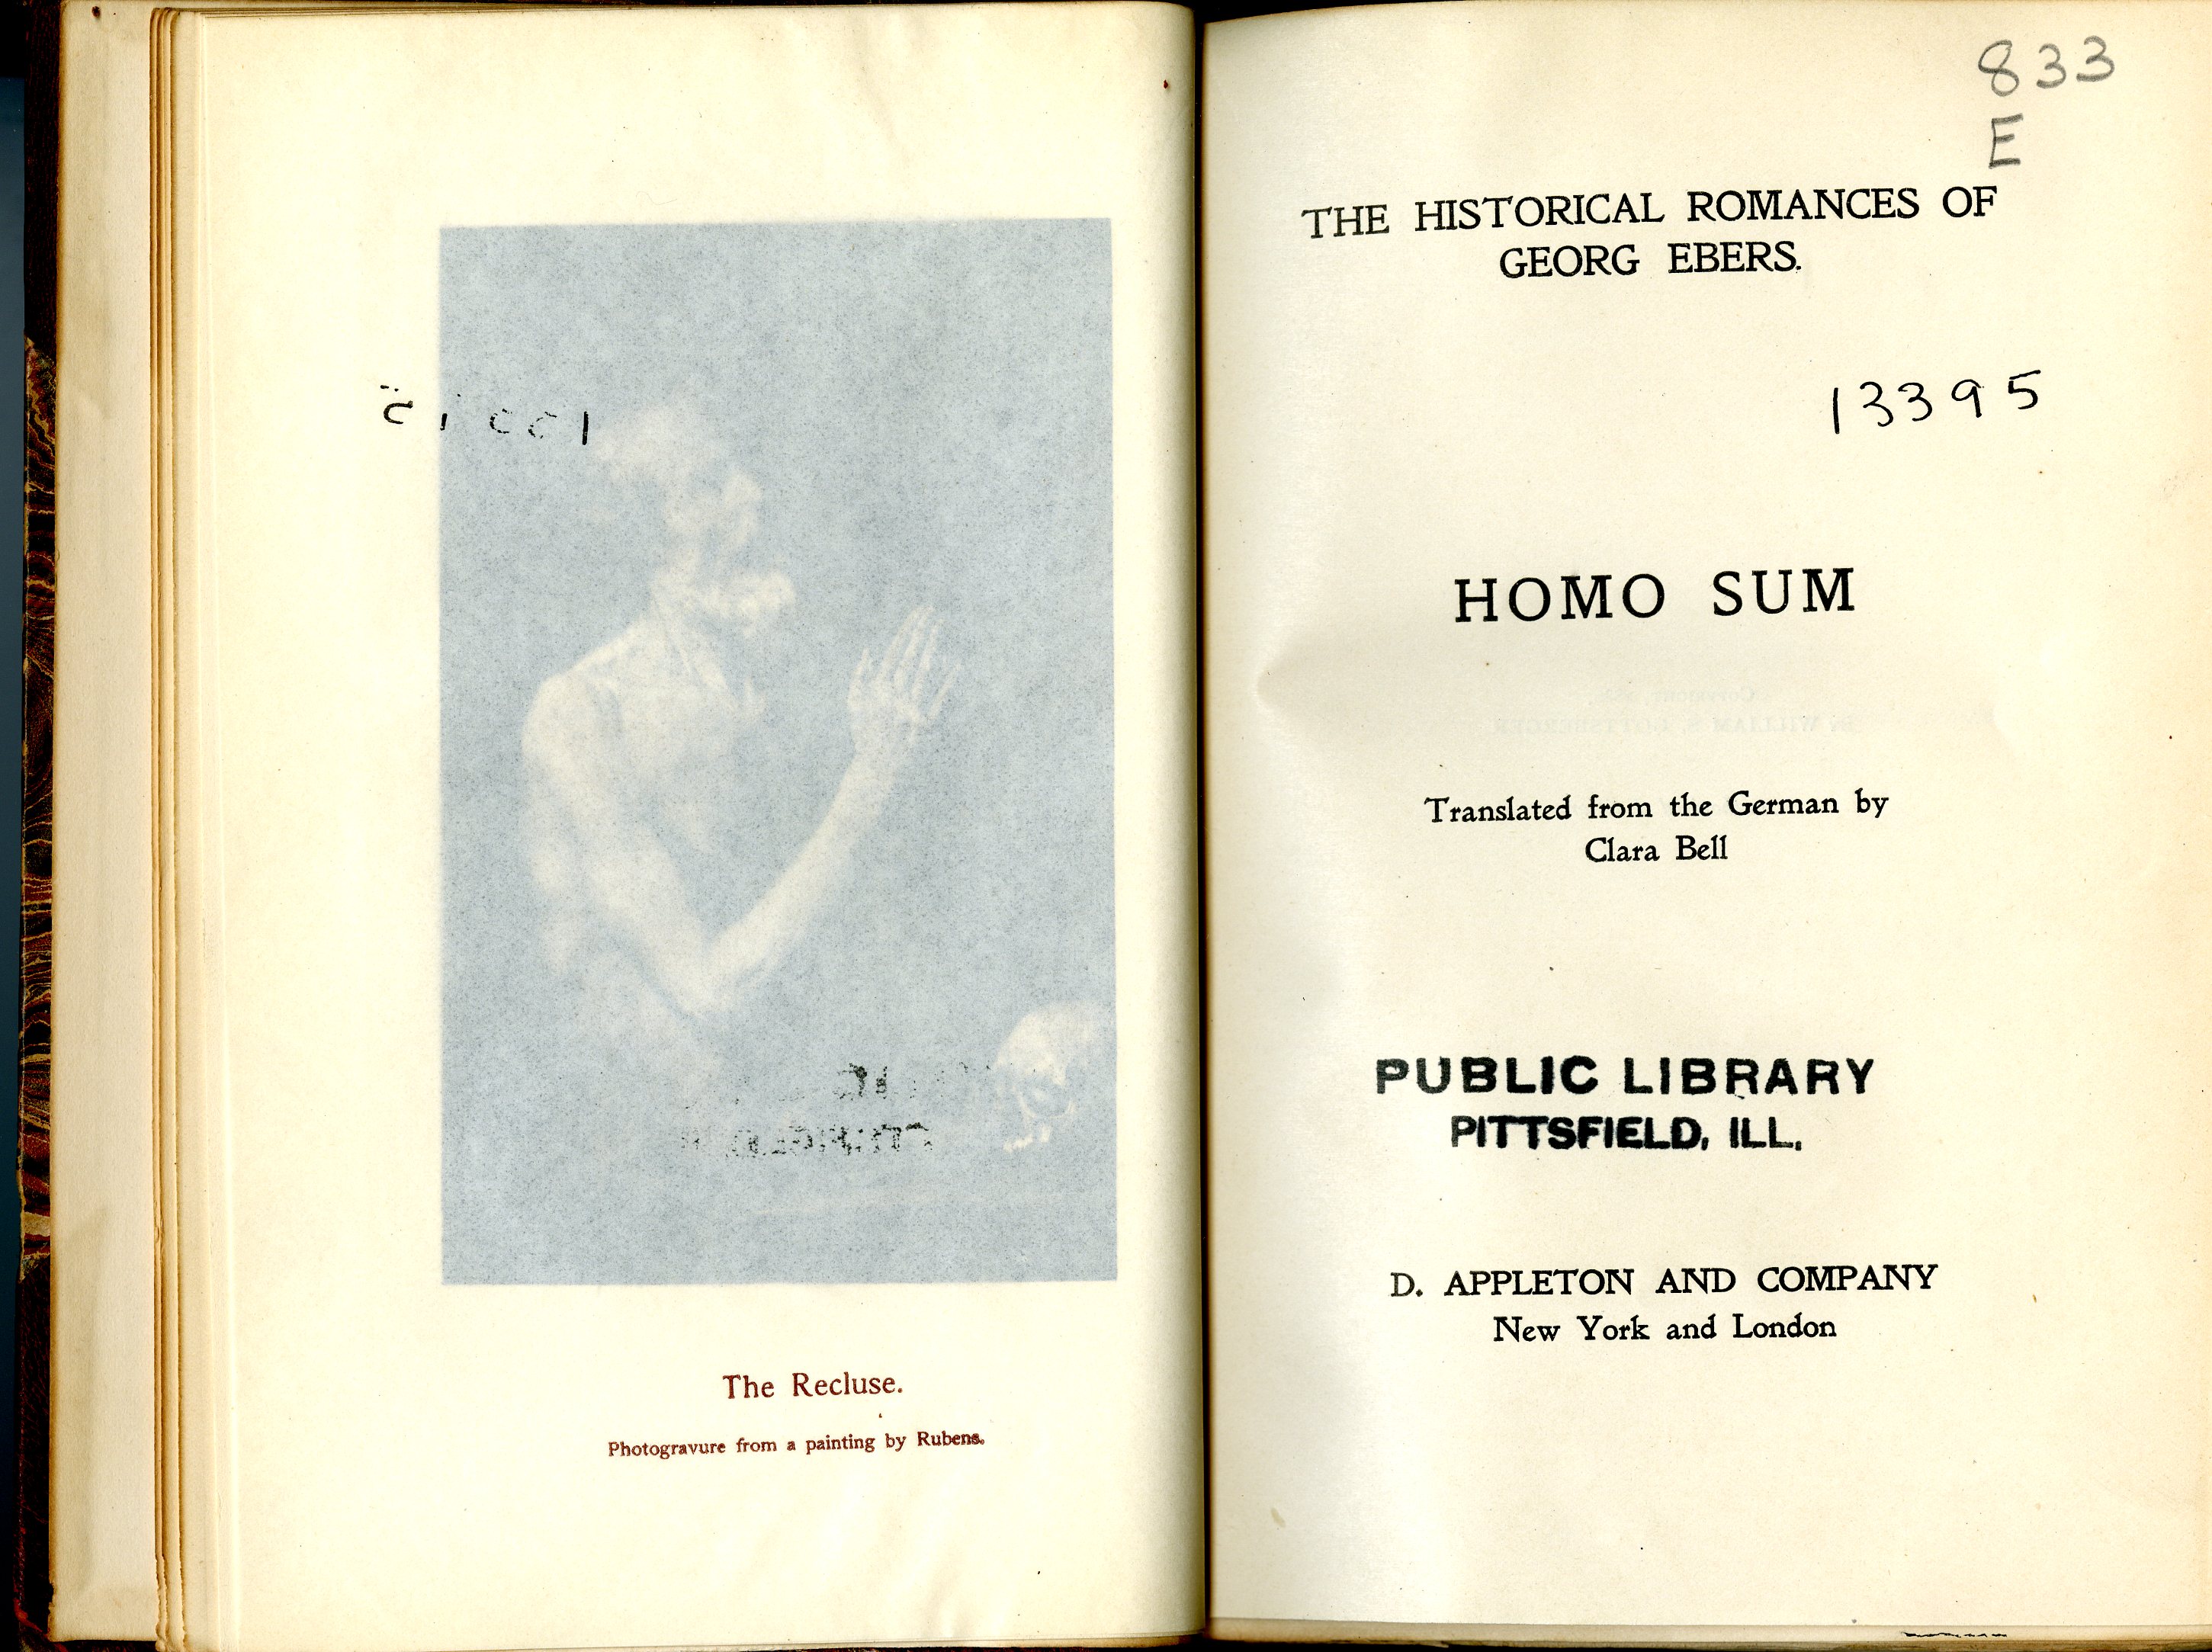 The Recluse.
Photogravure from a painting by Rubens.
833
E
THE HISTORICAL ROMANCES OF
GEORG EBERS.
13395
HOMO SUM
Translated from the German by
Clara Bell
PUBLIC LIBRARY
PITTSFIELD, ILL.
D. APPLETON AND COMPANY
New York and London